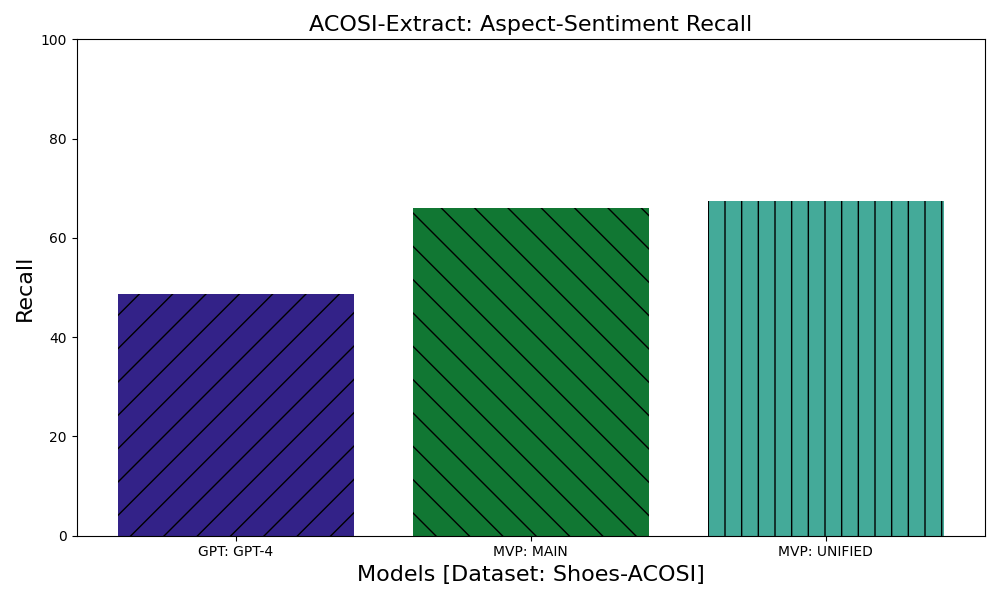 ACOSI-Extract: Aspect-Sentiment Recall
100
80
60
40
20
0
Recall
GPT: GPT-4
MVP: MAIN
MVP: UNIFIED
Models [Dataset: Shoes-ACOSI]